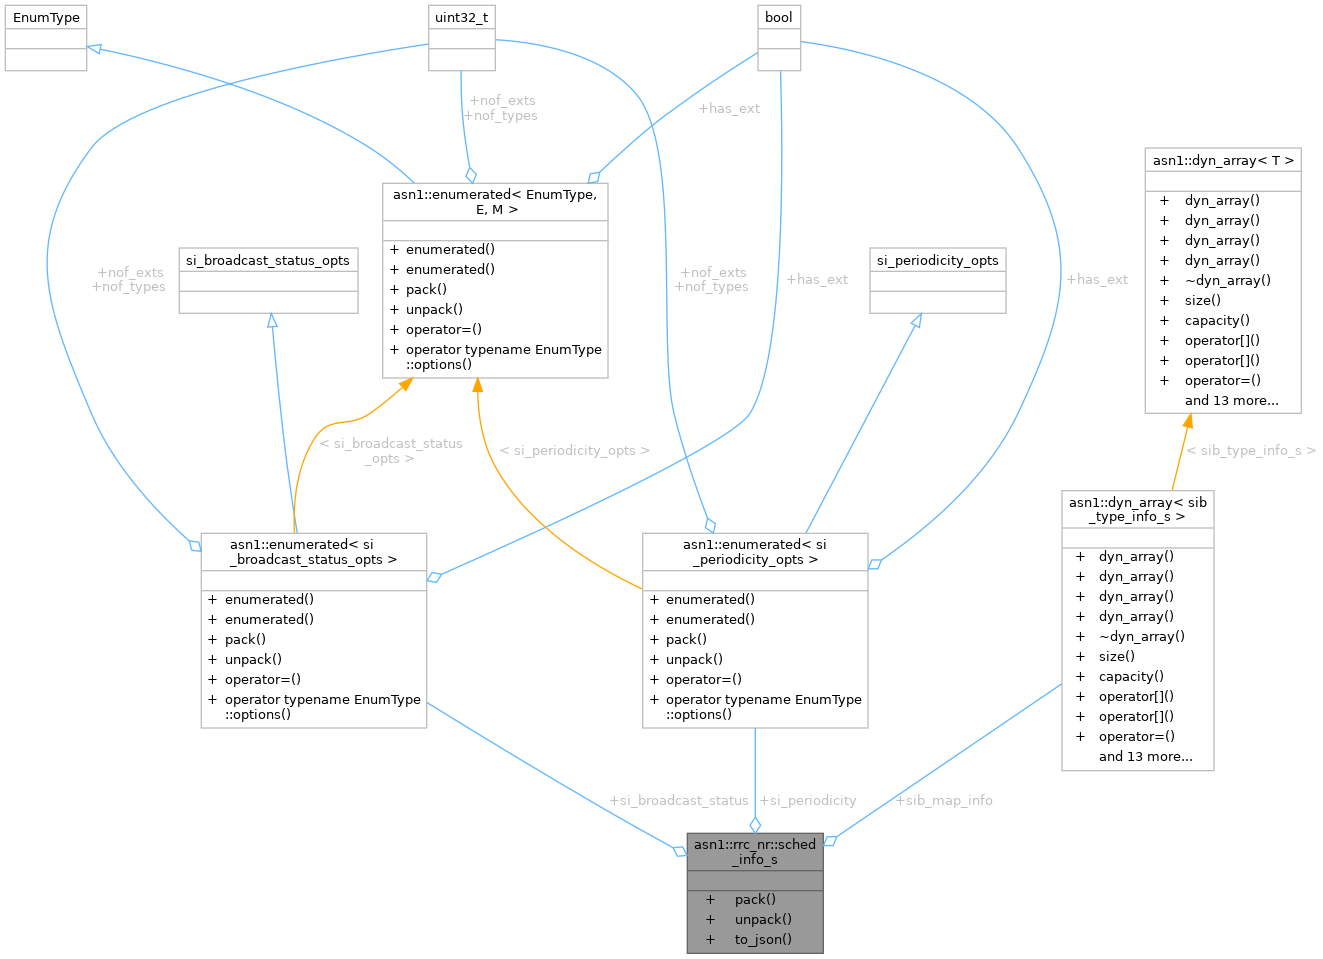 EnumType
uint32_t
bool
+nof_exts
+nof_types
+has_ext
asn1::dyn_array< T >
+ dyn_array()
+ dyn_array()
+ dyn_array()
+ dyn_array()
+ ~dyn_array()
+ size()
+ capacity()
+ operator[]()
+ operator[]()
+ operator=()
and 13 more...
asn1::enumerated< EnumType,
E, M >
+ enumerated()
+ enumerated()
+ pack()
+ unpack()
+ operator=()
+ operator typename EnumType
::options()
si_broadcast_status_opts
si_periodicity_opts
+nof_exts
+nof_types
+nof_exts
+nof_types
+has_ext
+has_ext
< si_broadcast_status
_opts >
< si_periodicity_opts >
< sib_type_info_s >
asn1::enumerated< si
_broadcast_status_opts >
+ enumerated()
+ enumerated()
+ pack()
+ unpack()
+ operator=()
+ operator typename EnumType
::options()
asn1::enumerated< si
_periodicity_opts >
+ enumerated()
+ enumerated()
+ pack()
+ unpack()
+ operator=()
+ operator typename EnumType
::options()
asn1::dyn_array< sib
_type_info_s >
+ dyn_array()
+ dyn_array()
+ dyn_array()
+ dyn_array()
+ ~dyn_array()
+ size()
+ capacity()
+ operator[]()
+ operator[]()
+ operator=()
and 13 more...
+si_broadcast_status
+si_periodicity
+sib_map_info
asn1::rrc_nr::sched
_info_s
+ pack()
+ unpack()
+ to_json()